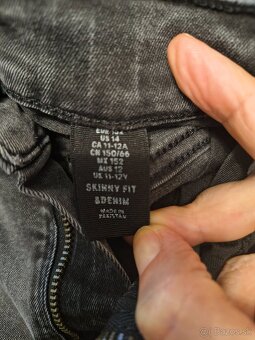 US 14
CA 11-12A
CN 150/66
MX 152
AUS 12
11-12Y
SKINNY FIT
&DENIM
MADE IN
PAKISTAN